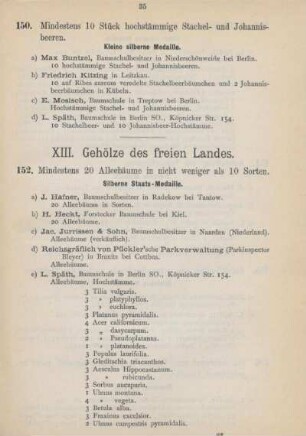 35
150. Mindestens 10 Stück hochstämmige Stachel- und Johannis-
beeren.
Kleine silberne Medaille.
a) Max Buntzel, Baumschulbesitzer in Niederschönweide bei Berlin.
10 hochstämmige Stachel- und Johannisbeeren.
b) Friedrich Kitzing in Leitzkau.
10 auf Ribes aureum veredelte Stachelbeerbäumchen und 2 Johannis-
beerbäumchen in Kübeln.
c) E. Mosisch, Baumschule in Treptow bei Berlin.
Hochstämmige Stachel- und Johannisbeeren.
d) L. Späth, Baumschule in Berlin SO., Köpnicker Str. 154.
10 Stachelbeer- und 10 Johannisbeer-Hochstämme.
XIII. Gehölze des freien Landes.
152. Mindestens 20 Alleebäume in nicht weniger als 10 Sorten.
Silberne Staats-Medaille.
a) J. Hafner, Baumschulbesitzer in Radekow bei Tantow.
20 Alleebäume in Sorten.
b) H. Heckt, Forstecker Baumschule bei Kiel.
20 Alleebäume.
c) Jac. Jurrissen & Sohn, Baumschulbesitzer in Naarden (Niederland).
Alleebäume (verkäuflich).
d) Reichsgräflich von Pückler'sche Parkverwaltung (Parkinspector
Bleyer) in Branitz bei Cottbus.
Alleebäume.
e) L. Späth, Baumschule in Berlin SO., Köpnicker Str. 154.
Alleebäume, Hochstämme.
3 Tilia vulgaris.
3 „ platyphyllos.
3 „ euchlora.
3 Platanus pyramidalis.
4 Acer californicum.
3 „ dasycarpum.
2 „ Pseudoplatanus.
2 „ platanoides.
3 Populus laurifolia.
3 Gleditschia triacanthos.
3 Aesculus Hippocastanum.
3 „ rubicunda.
3 Sorbus aucuparia.
1 Ulmus montana.
4 „ vegeta.
3 Betula alba.
3 Fraxinus excelsior.
2 Ulmus campestris pyramidalis.